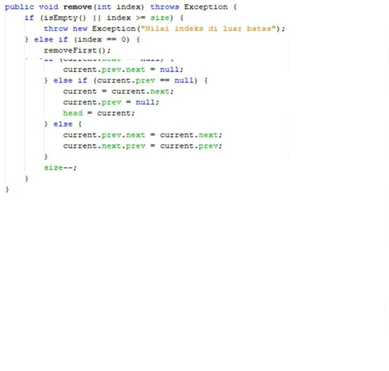 public void remove(int index) throws Exception {
if (isEmpty() || index >= size) {
throw new Exception("Nilai indeks di luar batas");
} else if (index == 0) {
removeFirst();
current.prev.next = null;
} else if (current.prev == null) {
current = current.next;
current.prev = null;
head = current;
} else {
current.prev.next = current.next;
current.next.prev = current.prev;
}
size--;
}
}